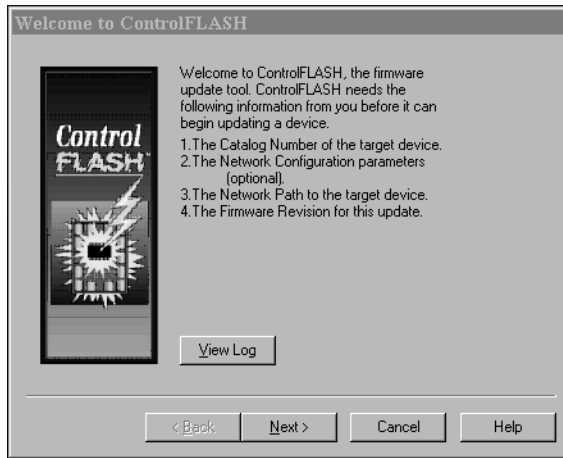 Welcome to ControlFLASH
Welcome to ControlFLASH, the firmware
update tool. ControlFLASH needs the
following information from you before it can
begin updating a device.
1.The Catalog Number of the target device.
2.The Network Configuration parameters
(optional).
3.The Network Path to the target device.
4.The Firmware Revision for this update.
Control
FLASH
View Log
< Back
Next >
Cancel
Help